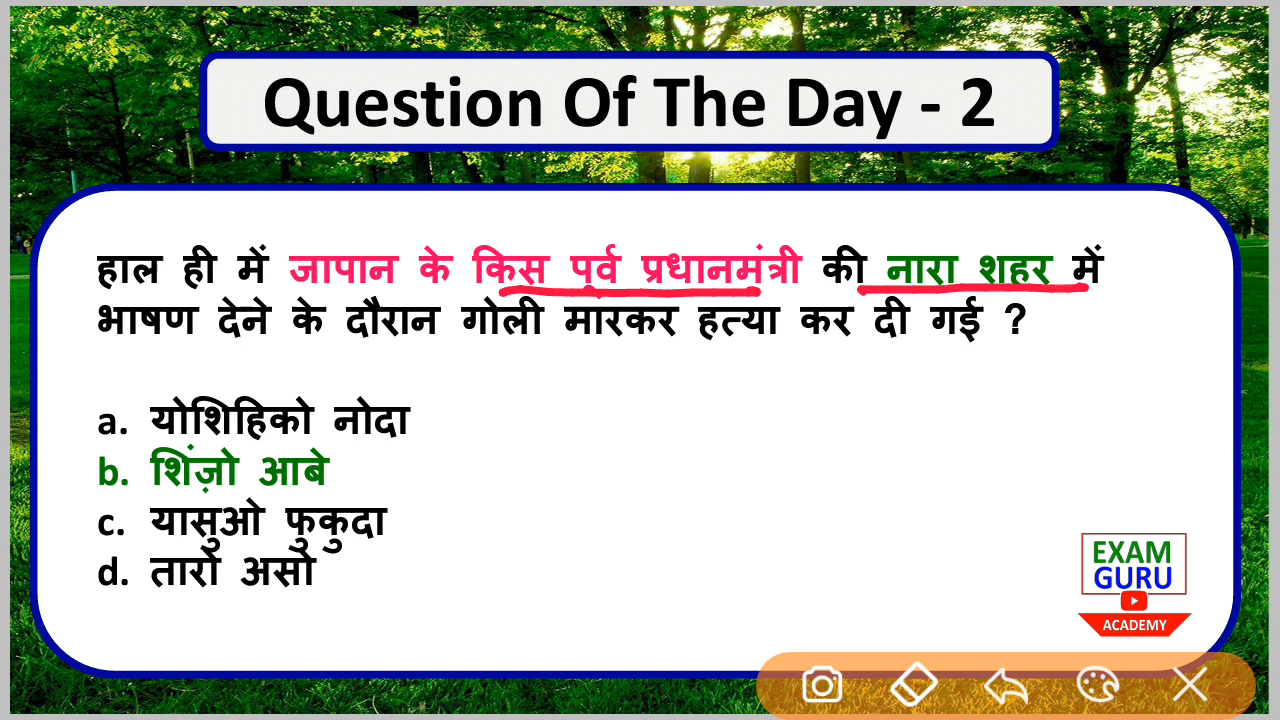 Question Of The Day - 2
हाल ही में जापान के किस पूर्व प्रधानमंत्री की नारा शहर में
भाषण देने के दौरान गोली मारकर हत्या कर दी गई ?
a. योशिहिको नोदा
b. शिंज़ो आबे
c. यासुओ फुकुदा
d. तारो असो
EXAM
GURU
ACADEMY